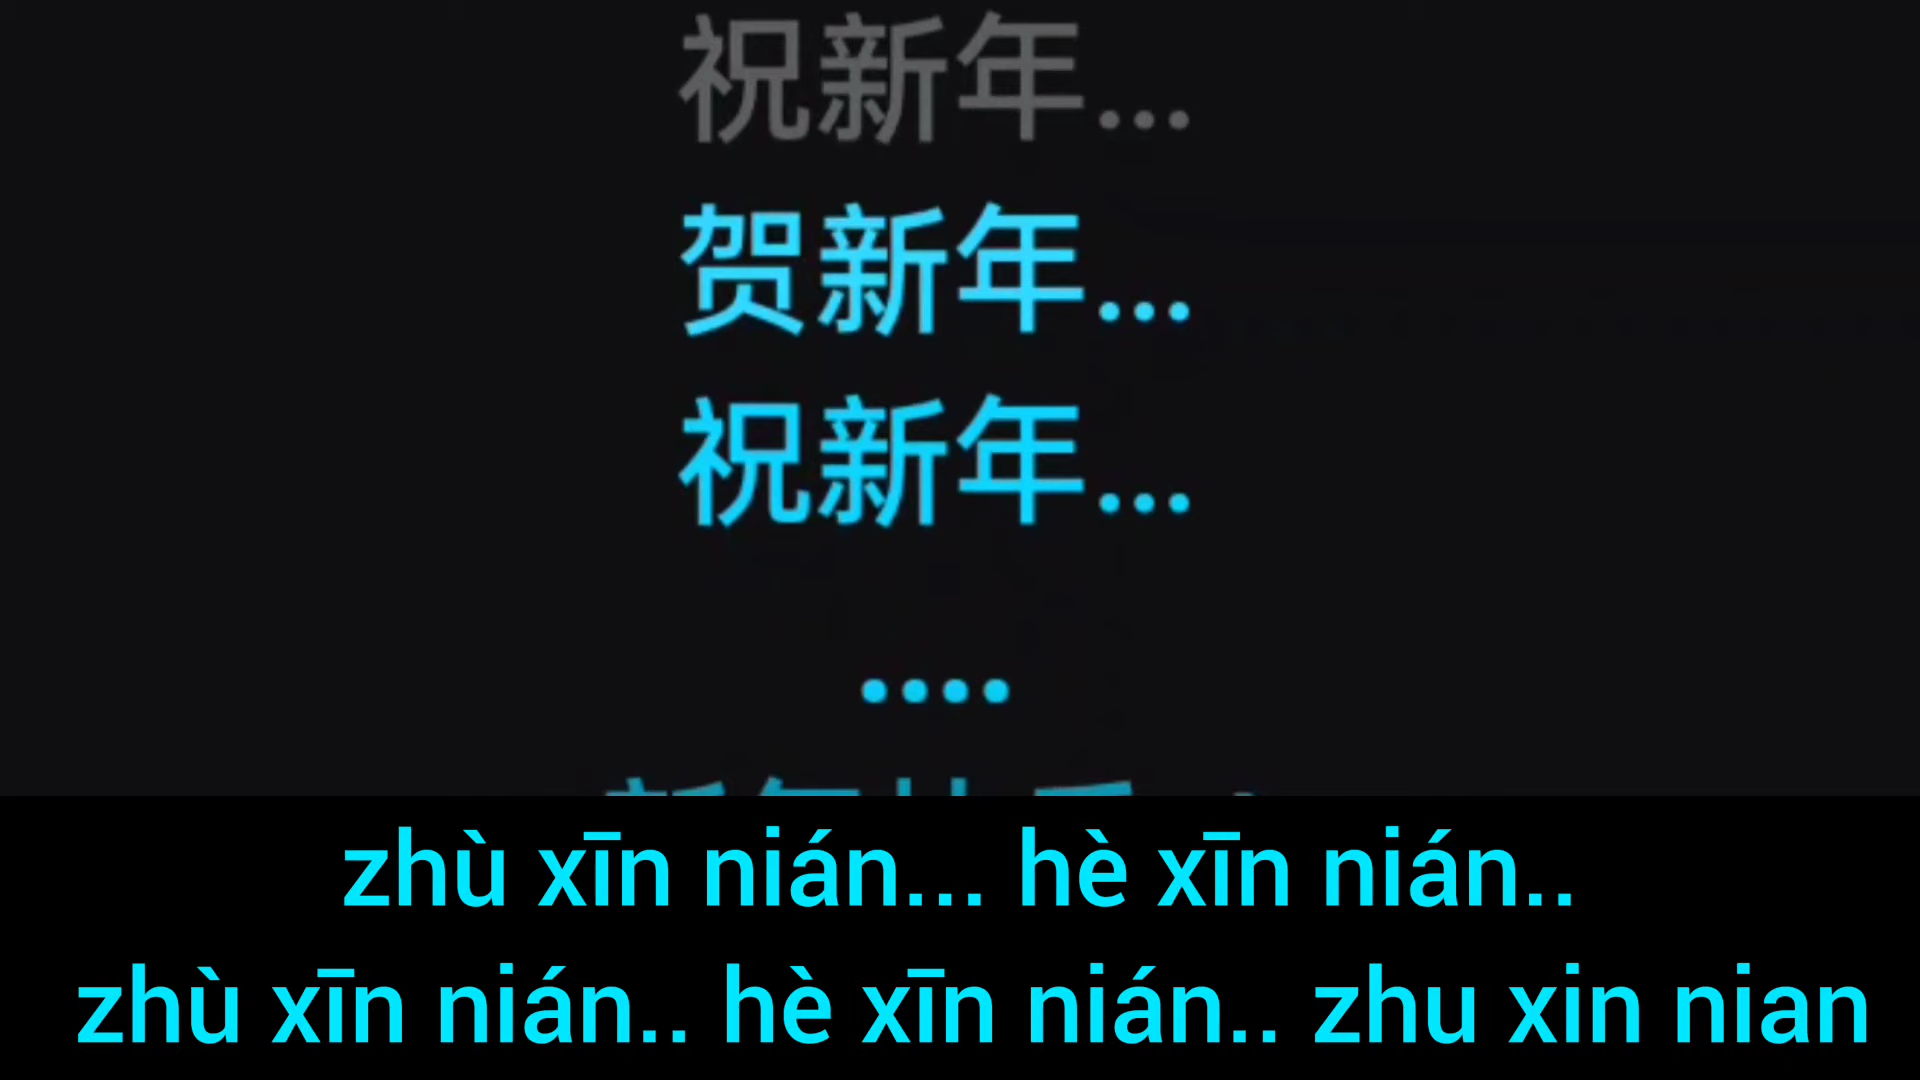 祝新年...
贺新年...
祝新年...
....
zhù xīn nián... hè xīn nián..
zhù xīn nián.. hè xīn nián.. zhu xin nian